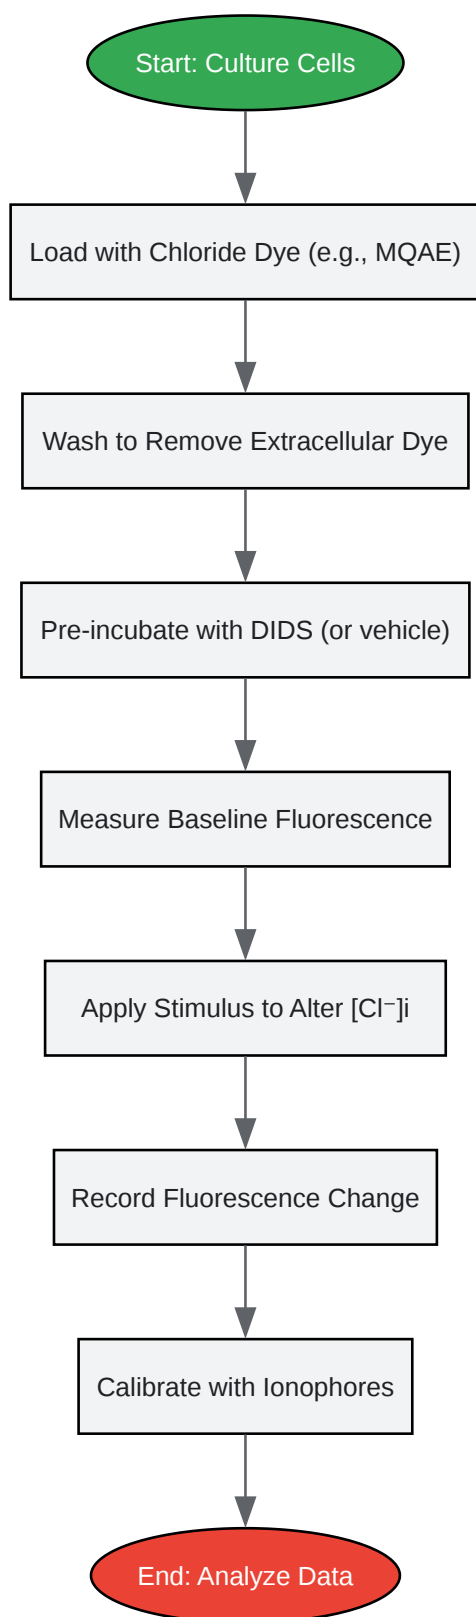 Start: Culture Cells
Load with Chloride Dye (e.g., MQAE)
Wash to Remove Extracellular Dye
Pre-incubate with DIDS (or vehicle)
Measure Baseline Fluorescence
Apply Stimulus to Alter [Cl⁻]i
Record Fluorescence Change
Calibrate with Ionophores
End: Analyze Data